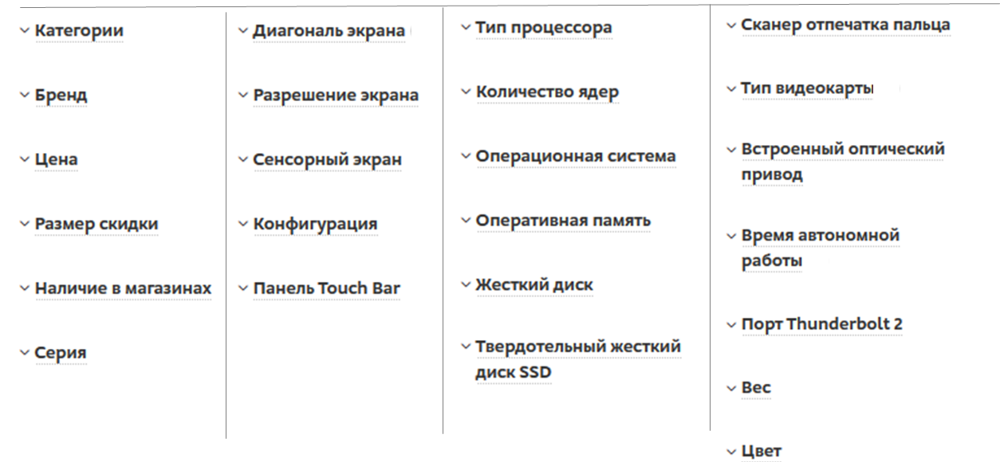 Категории
Бренд
Цена
Размер скидки
Наличие в магазинах
Серия
Диагональ экрана
Разрешение экрана
Сенсорный экран
Конфигурация
Панель Touch Bar
Тип процессора
Количество ядер
Операционная система
Оперативная память
Жесткий диск
Твердотельный жесткий
диск SSD
Сканер отпечатка пальца
Тип видеокарты
Встроенный оптический
привод
Время автономной
работы
Порт Thunderbolt 2
Вес
Цвет